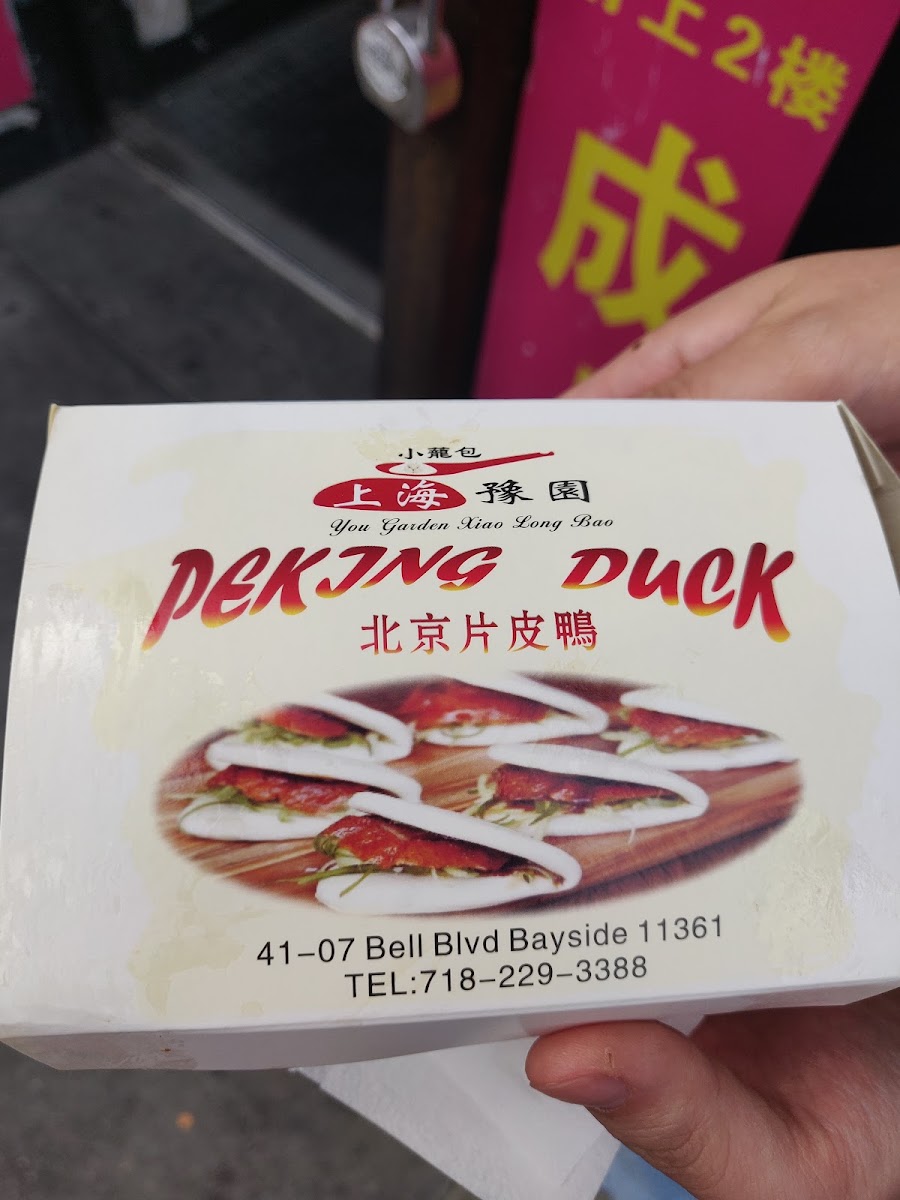 上2楼
成
小蘢包
上海豫園
You Garden Xiao Long Bao
PEKING DUCK
北京片皮鴨
41-07 Bell Blvd Bayside 11361
TEL:718-229-3388